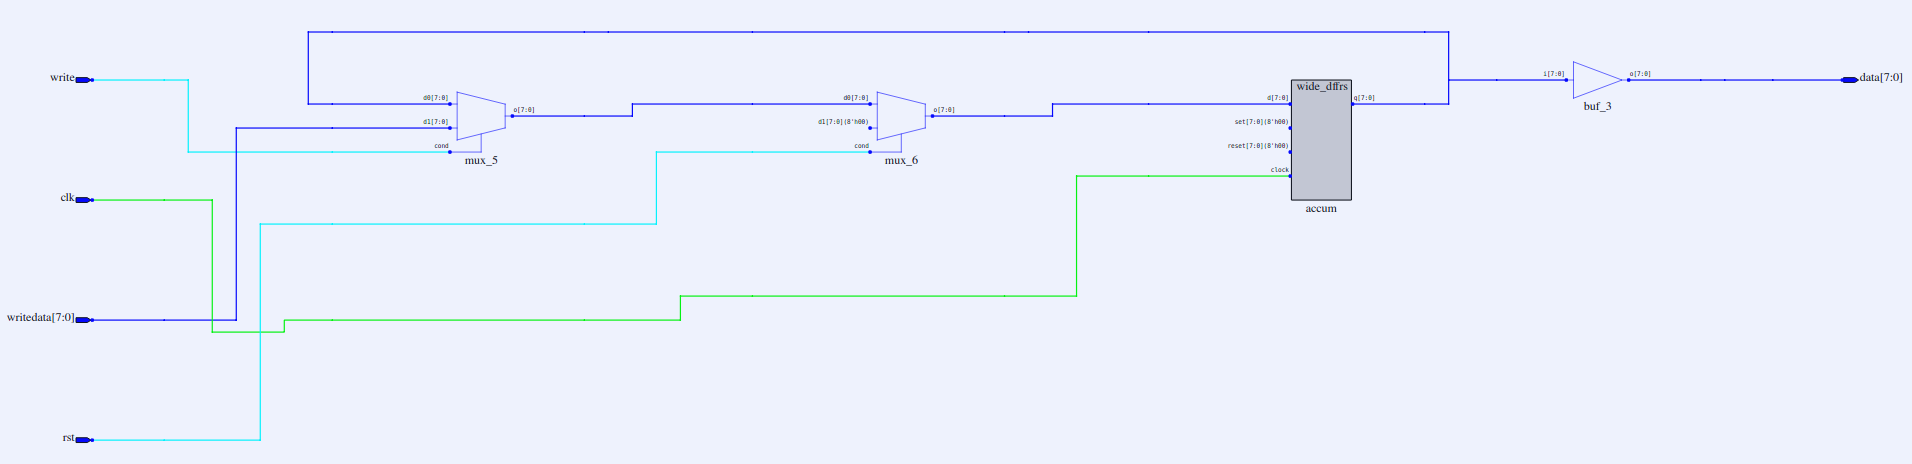 write
clk
writedata[7:0]
rst
d0[7:0]
d1[7:0]
cond
o[7:0]
mux_5
d0[7:0]
d1[7:0](8'h00)
cond
o[7:0]
mux_6
wide_dffrs
d[7:0]
set[7:0](8'h00)
reset[7:0](8'h00)
clock
q[7:0]
accum
i[7:0]
o[7:0]
buf_3
data[7:0]